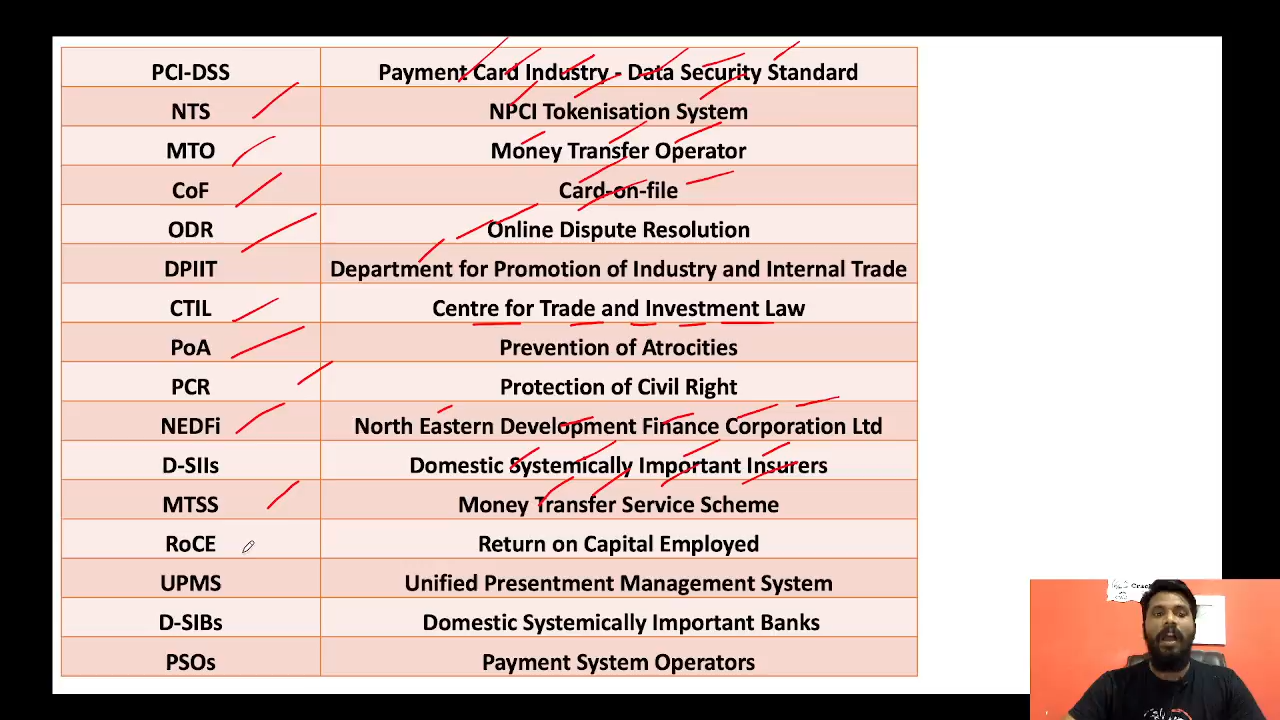 PCI-DSS Payment Card Industry - Data Security Standard
NTS NPCI Tokenisation System
MTO Money Transfer Operator
CoF Card-on-file
ODR Online Dispute Resolution
DPIIT Department for Promotion of Industry and Internal Trade
CTIL Centre for Trade and Investment Law
PoA Prevention of Atrocities
PCR Protection of Civil Right
NEDFi North Eastern Development Finance Corporation Ltd
D-SIIs Domestic Systemically Important Insurers
MTSS Money Transfer Service Scheme
RoCE Return on Capital Employed
UPMS Unified Presentment Management System
D-SIBs Domestic Systemically Important Banks
PSOs Payment System Operators